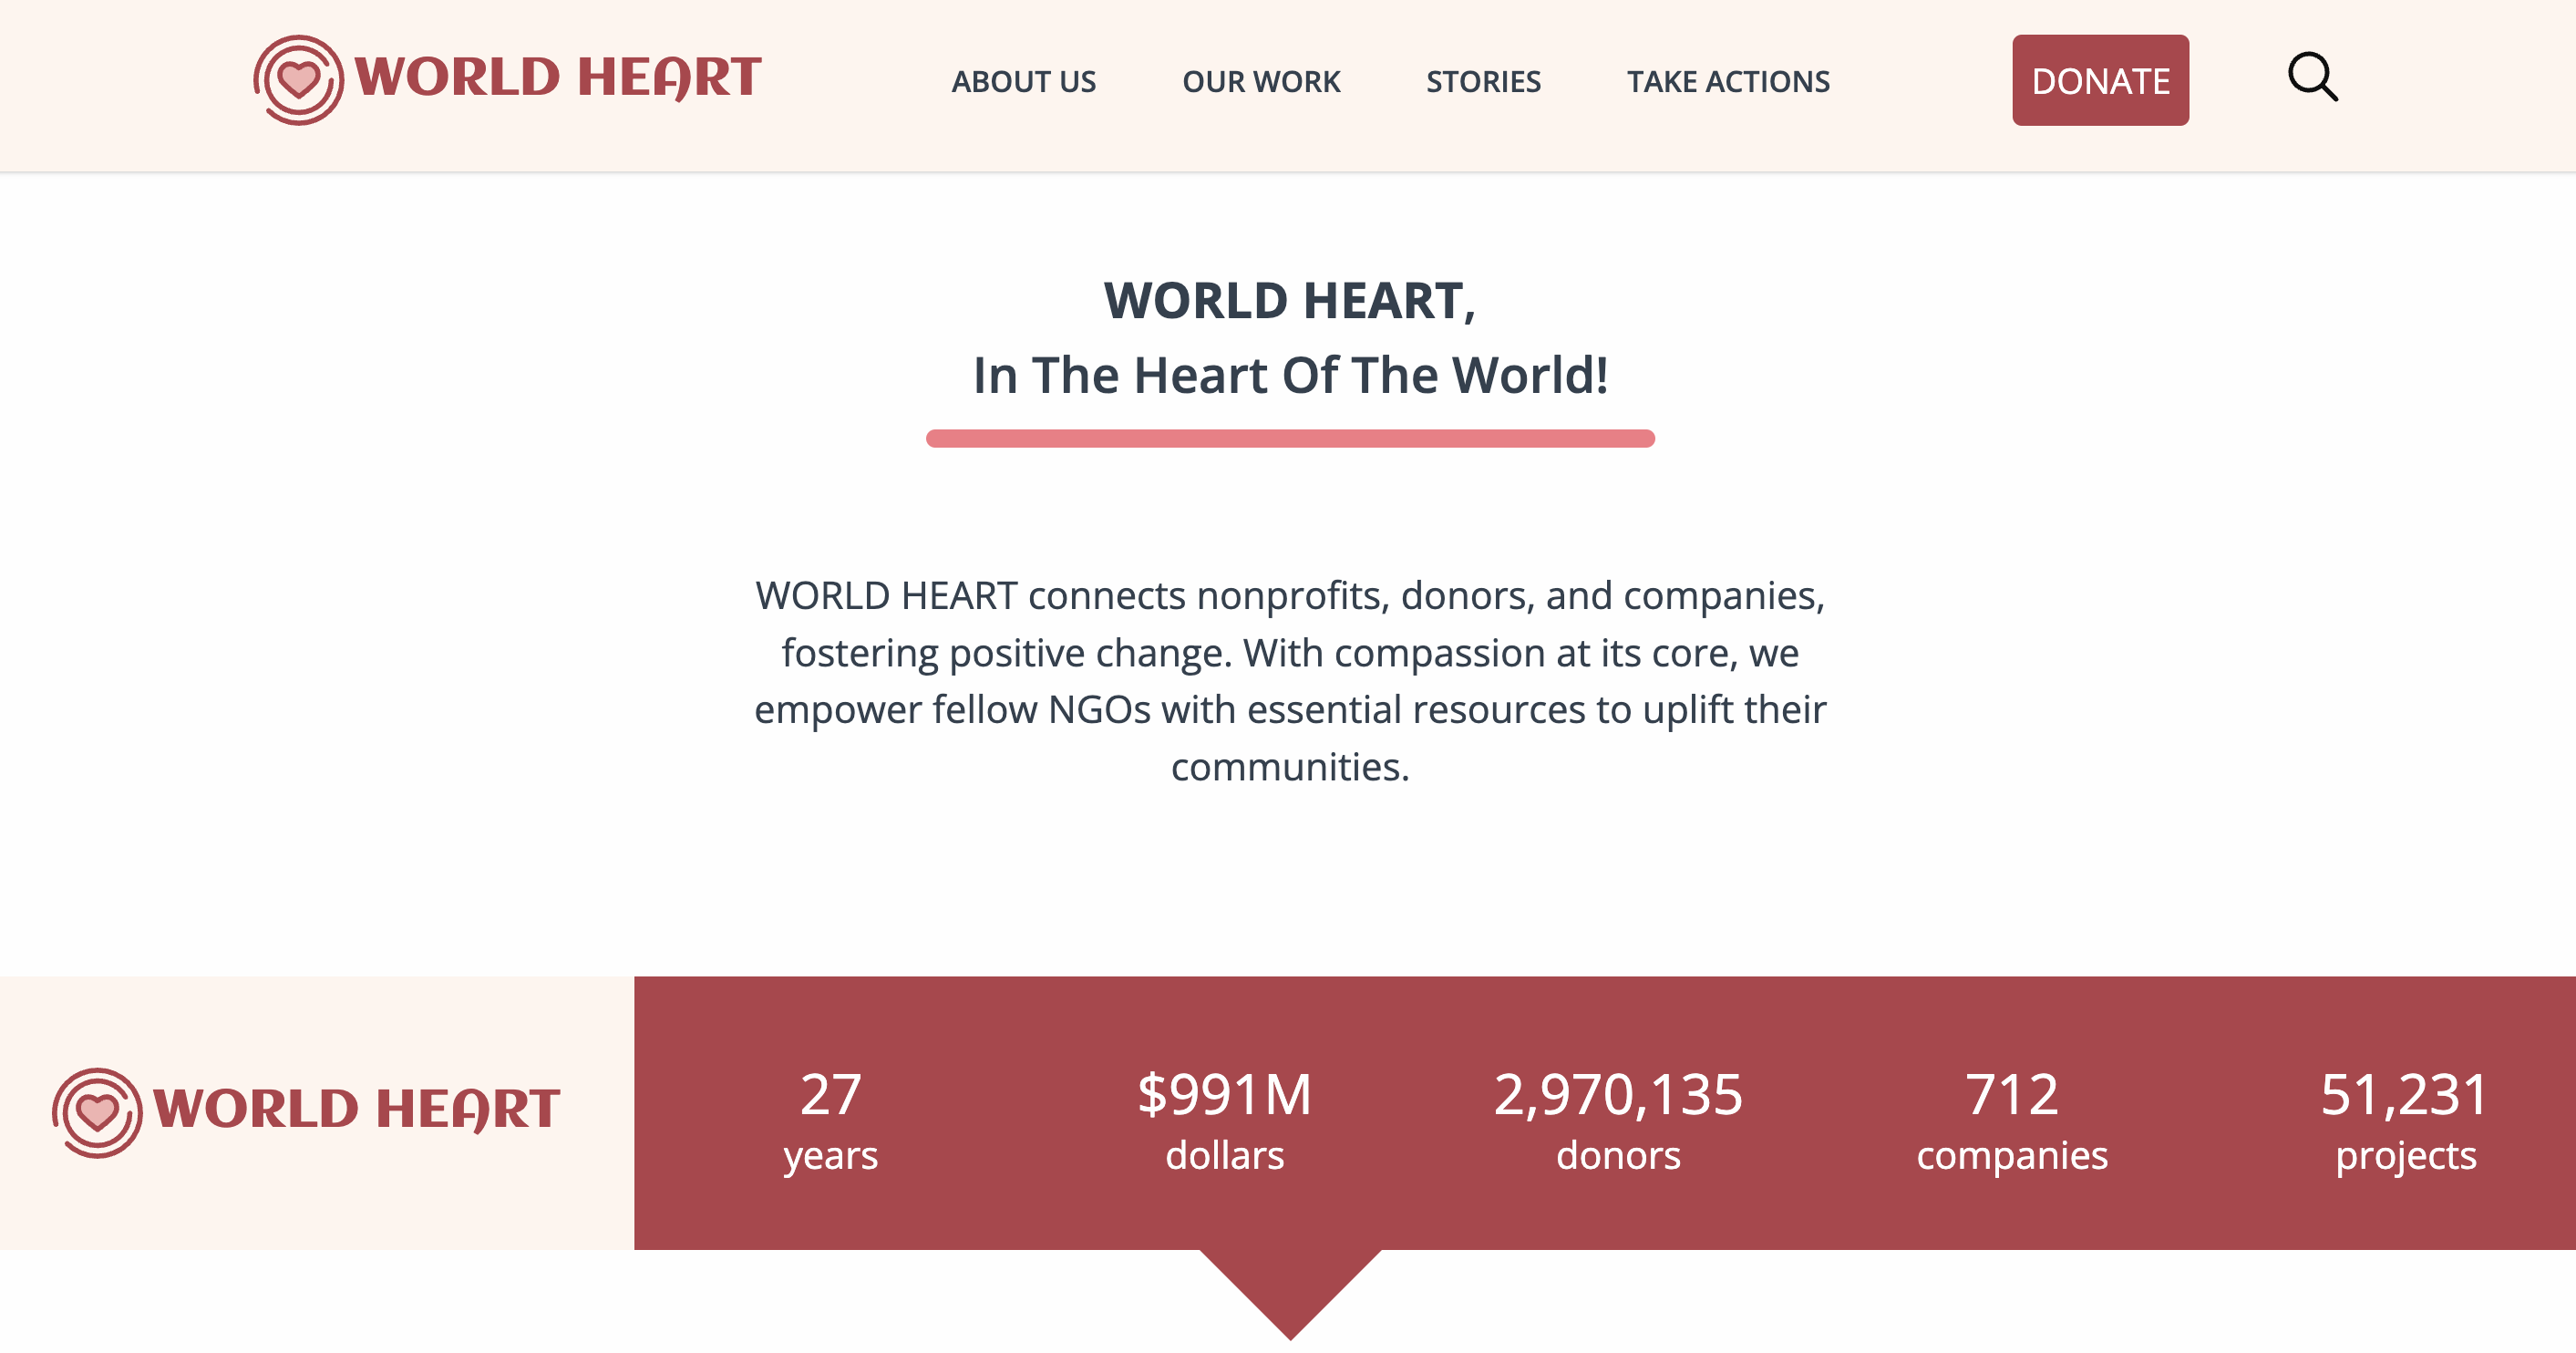 WORLD HEART
ABOUT US
OUR WORK
STORIES
TAKE ACTIONS
DONATE
WORLD HEART,
In The Heart Of The World!
WORLD HEART connects nonprofits, donors, and companies,
fostering positive change. With compassion at its core, we
empower fellow NGOs with essential resources to uplift their
communities.
WORLD HEART
27
years
$991M
dollars
2,970,135
donors
712
companies
51,231
projects